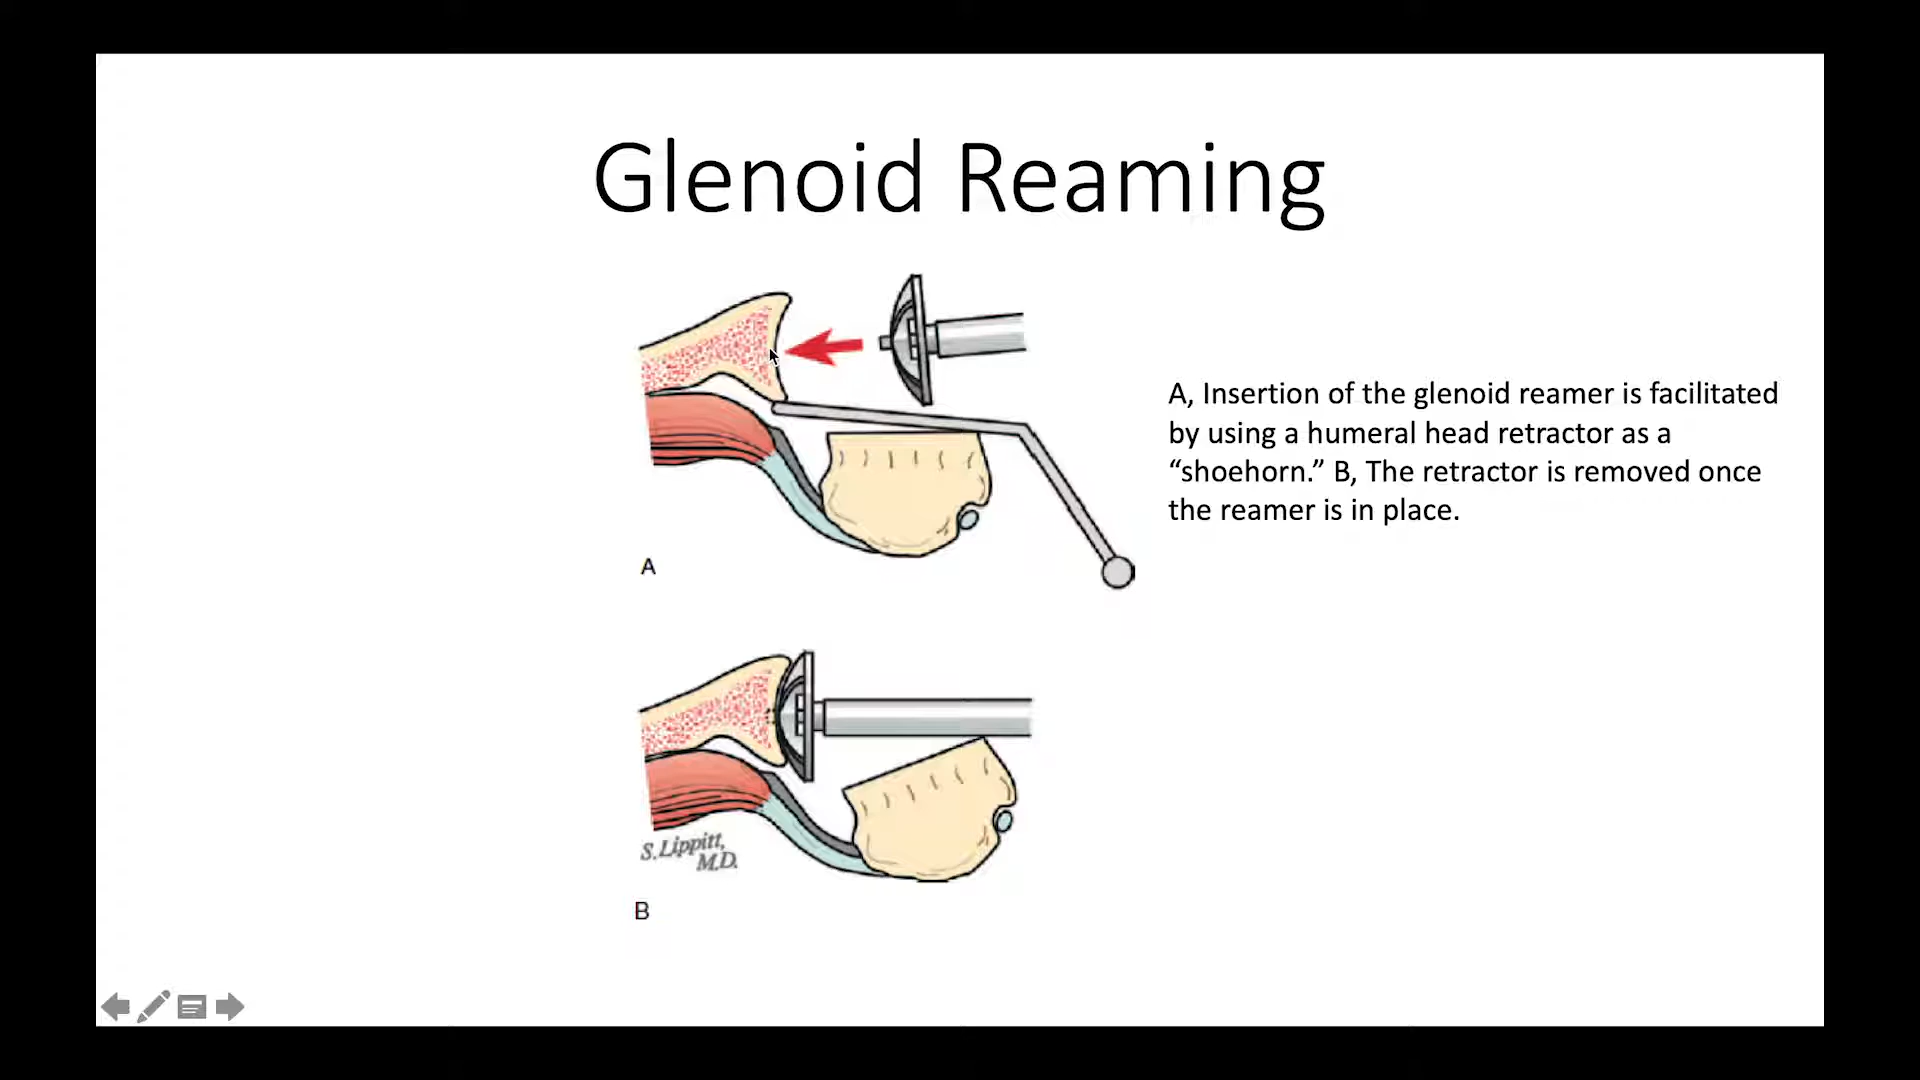 Glenoid Reaming
A, Insertion of the glenoid reamer is facilitated
by using a humeral head retractor as a
“shoehorn.” B, The retractor is removed once
the reamer is in place.
A
S. Lippitt,
M.D.
B